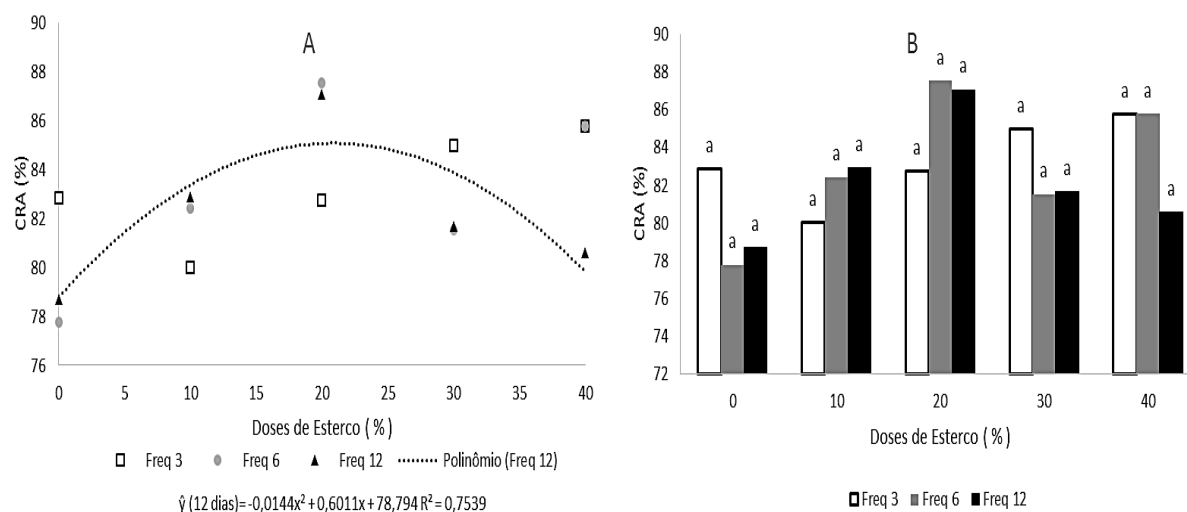 A
CRA (%)
90
88
86
84
82
80
78
76
0 5 10 15 20 25 30 35 40
Doses de Esterco ( % )
Freq 3 Freq 6 Freq 12 Polinômio (Freq 12)
ŷ (12 dias)= -0,0144x² + 0,6011x + 78,794 R² = 0,7539
B
CRA (%)
90
88
86
84
82
80
78
76
74
72
a a a a a a a a a a a a a a a
0 10 20 30 40
Doses de Esterco ( % )
Freq 3 Freq 6 Freq 12